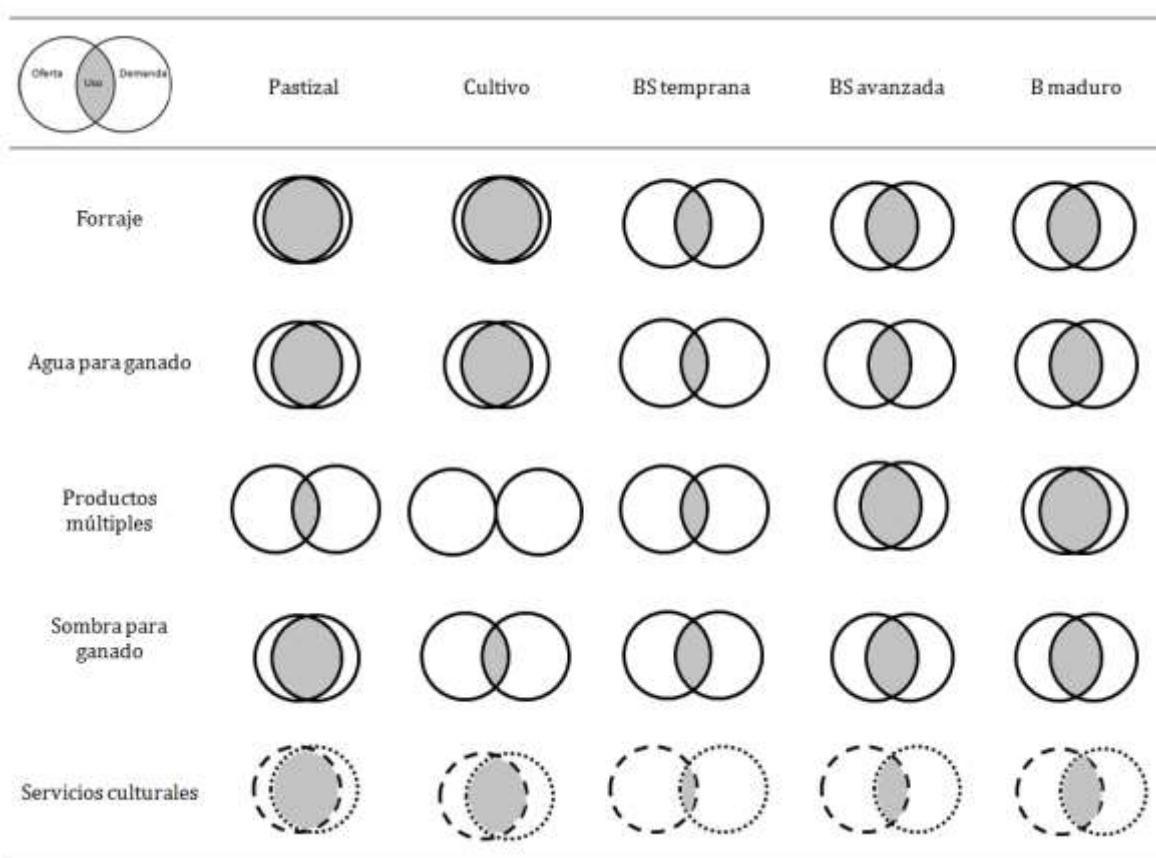 Oferta Uso Demanda
Pastizal Cultivo BS temprana BS avanzada B maduro
Forraje
Agua para ganado
Productos
múltiples
Sombra para
ganado
Servicios culturales